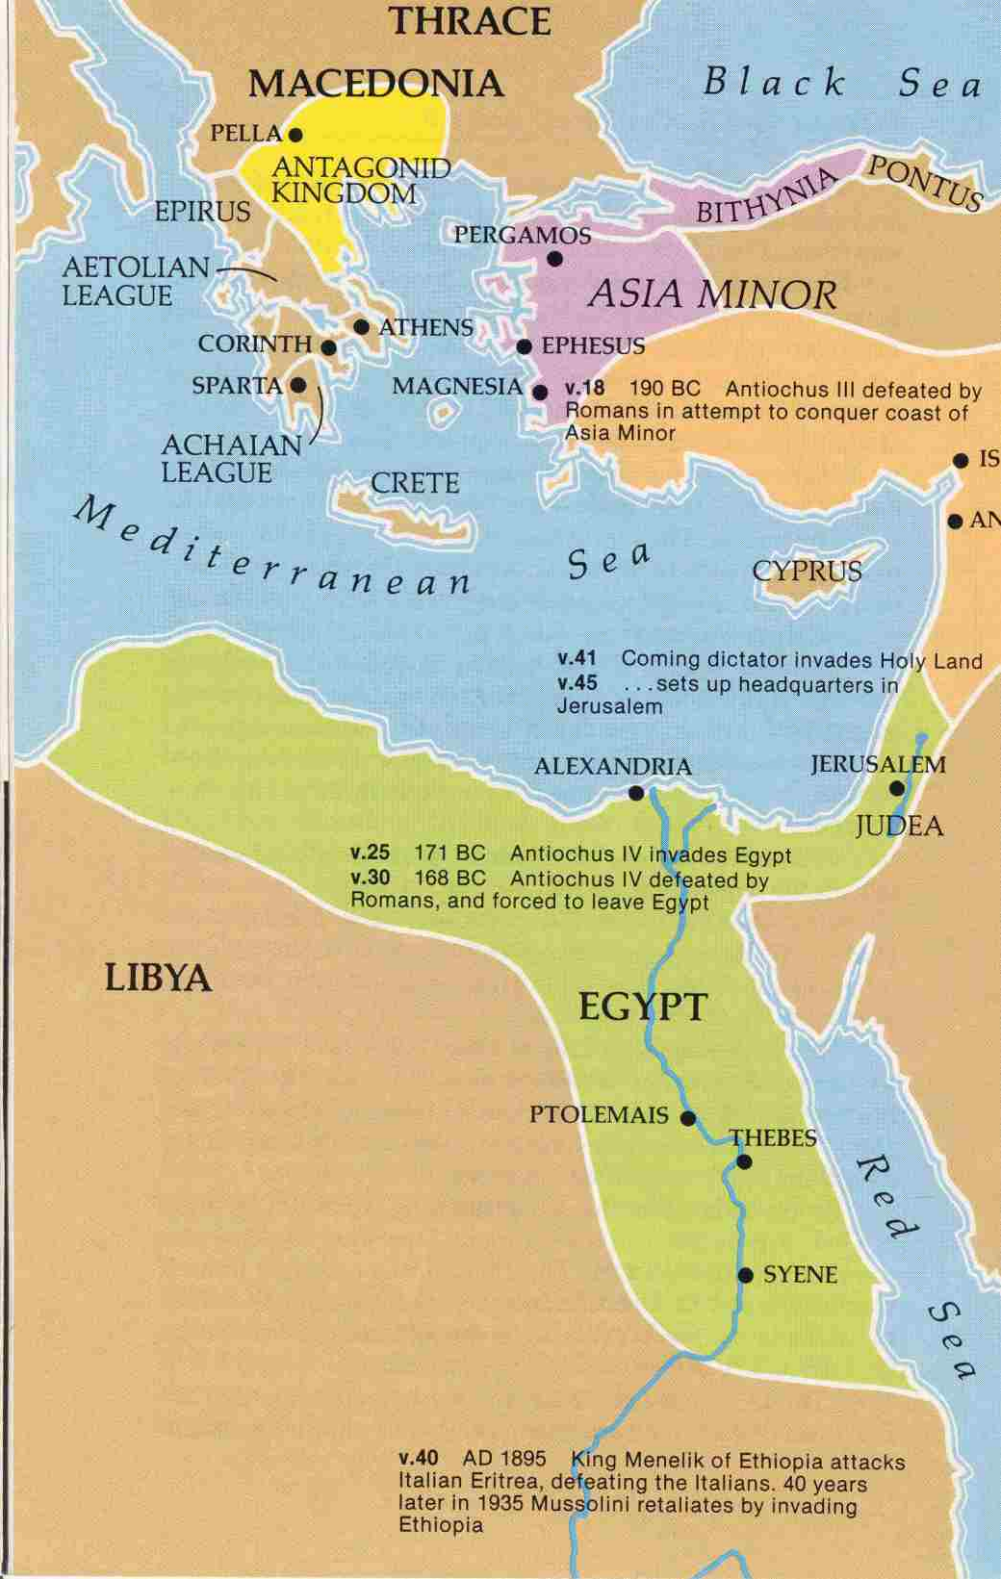 THRACE
MACEDONIA
Black Sea
PELLA
ANTAGONID
KINGDOM
PONTUS
BITHYNIA
EPIRUS
PERGAMOS
AETOLIAN
LEAGUE
ASIA MINOR
ATHENS
CORINTH
EPHESUS
SPARTA
MAGNESIA
v.18 190 BC Antiochus III defeated by
Romans in attempt to conquer coast of
Asia Minor
ACHAIAN
LEAGUE
IS
CRETE
AN
Mediterranean Sea
CYPRUS
v.41 Coming dictator invades Holy Land
v.45 ...sets up headquarters in
Jerusalem
ALEXANDRIA
JERUSALEM
JUDEA
v.25 171 BC Antiochus IV invades Egypt
v.30 168 BC Antiochus IV defeated by
Romans, and forced to leave Egypt
LIBYA
EGYPT
PTOLEMAIS
THEBES
Red Sea
SYENE
v.40 AD 1895 King Menelik of Ethiopia attacks
Italian Eritrea, defeating the Italians. 40 years
later in 1935 Mussolini retaliates by invading
Ethiopia